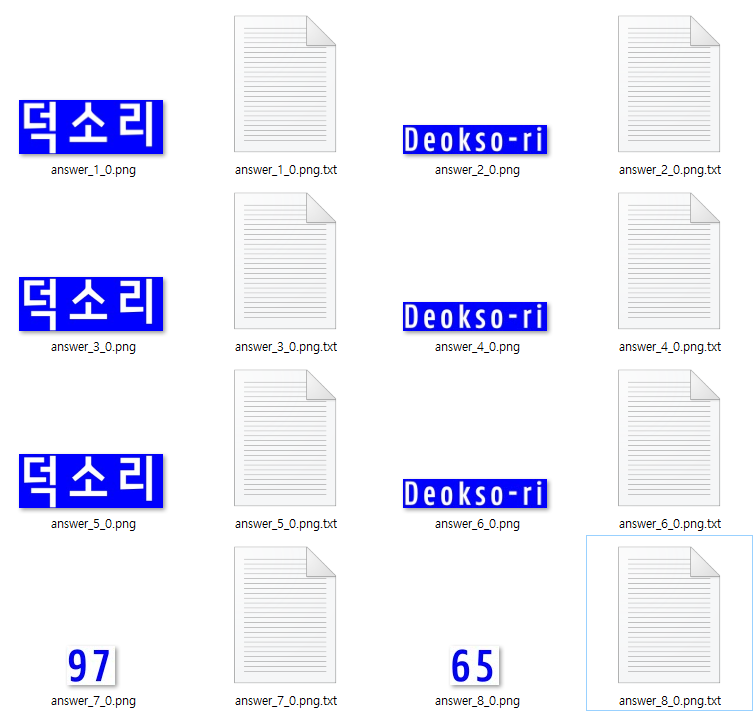 덕소리
Deokso-ri
answer_1_0.png answer_1_0.png.txt answer_2_0.png answer_2_0.png.txt
덕소리
Deokso-ri
answer_3_0.png answer_3_0.png.txt answer_4_0.png answer_4_0.png.txt
덕소리
Deokso-ri
answer_5_0.png answer_5_0.png.txt answer_6_0.png answer_6_0.png.txt
97
65
answer_7_0.png answer_7_0.png.txt answer_8_0.png answer_8_0.png.txt